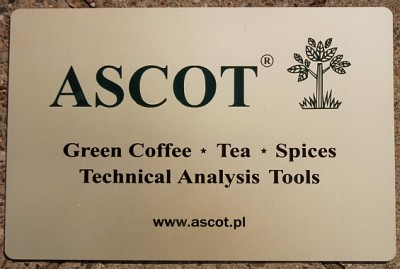 ASCOT®
Green Coffee ⋆ Tea ⋆ Spices
Technical Analysis Tools
www.ascot.pl